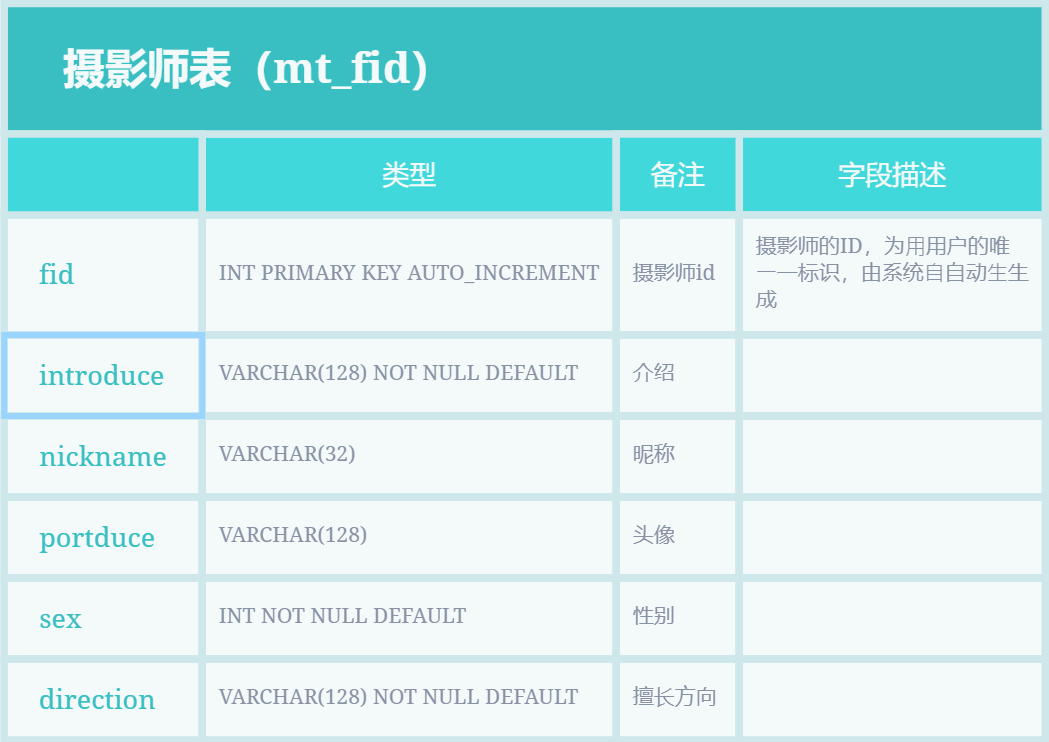 摄影师表（mt_fid）
类型 备注 字段描述
fid INT PRIMARY KEY AUTO_INCREMENT 摄影师id 摄影师的ID，为用用户的唯
一一标识，由系统自自动生生
成
introduce VARCHAR(128) NOT NULL DEFAULT 介绍
nickname VARCHAR(32) 昵称
portduce VARCHAR(128) 头像
sex INT NOT NULL DEFAULT 性别
direction VARCHAR(128) NOT NULL DEFAULT 擅长方向